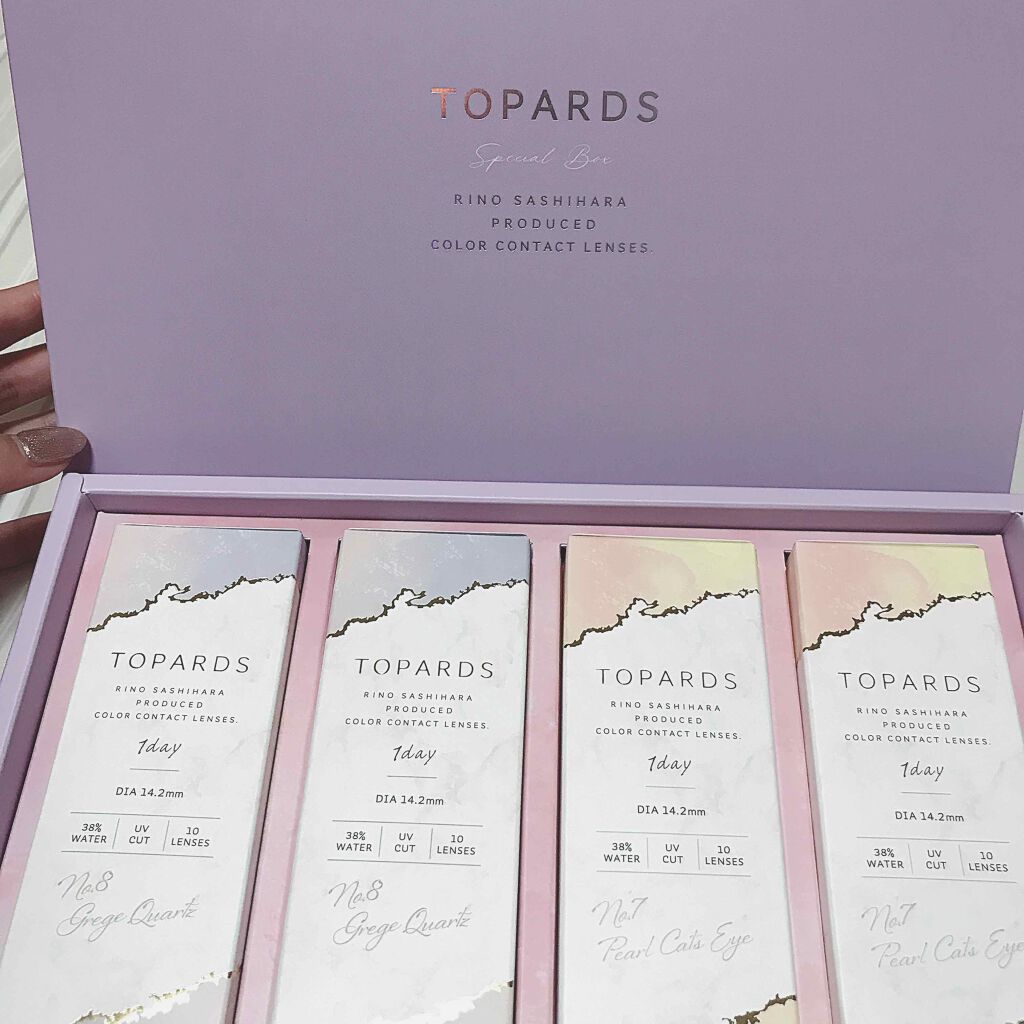 TOPARDS
Special Box
RINO SASHIHARA
PRODUCED
COLOR CONTACT LENSES.
TOPARDS
RINO SASHIHARA
PRODUCED
COLOR CONTACT LENSES.
1day
DIA 14.2mm
38% WATER
UV CUT
10 LENSES
No.8
Grege Quartz
TOPARDS
RINO SASHIHARA
PRODUCED
COLOR CONTACT LENSES.
1day
DIA 14.2mm
38% WATER
UV CUT
10 LENSES
No.8
Grege Quartz
TOPARDS
RINO SASHIHARA
PRODUCED
COLOR CONTACT LENSES.
1day
DIA 14.2mm
38% WATER
UV CUT
10 LENSES
No.7
Pearl Cats Eye
TOPARDS
RINO SASHIHARA
PRODUCED
COLOR CONTACT LENSES.
1day
DIA 14.2mm
38% WATER
UV CUT
10 LENSES
No.7
Pearl Cats Eye